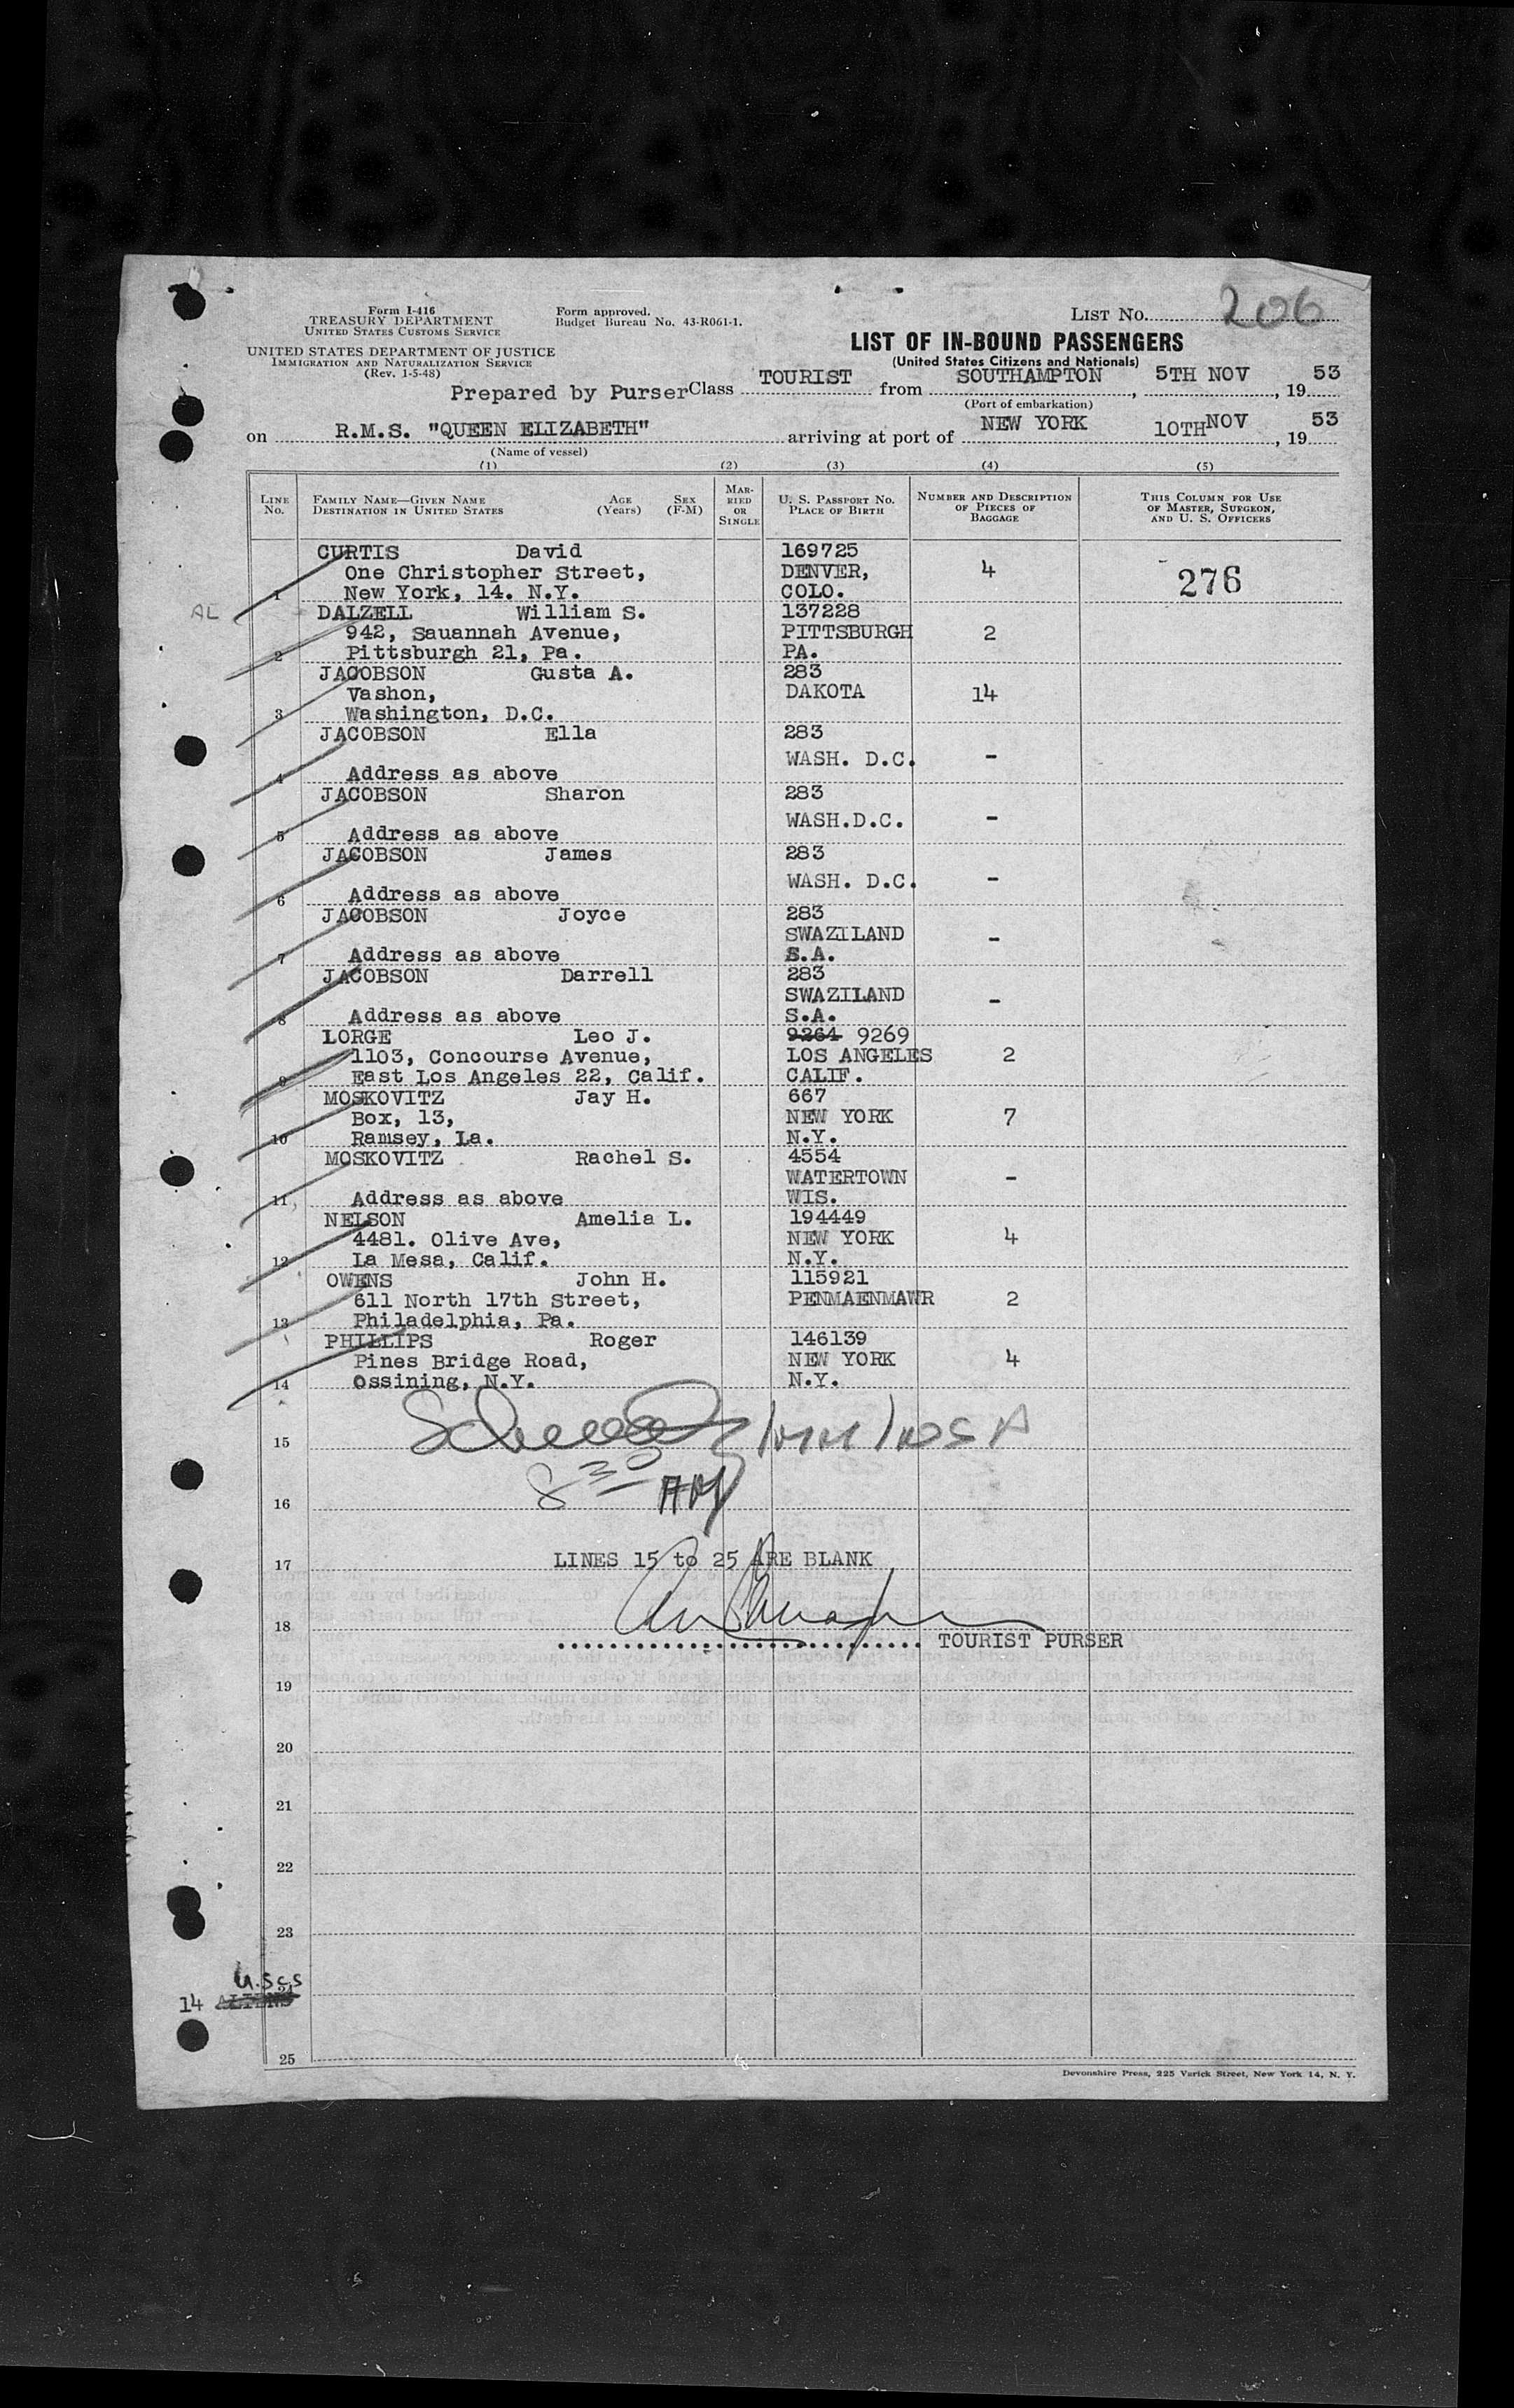 Form I-416
TREASURY DEPARTMENT
UNITED STATES CUSTOMS SERVICE
Form approved.
Budget Bureau No. 43-R061-1.
LIST No. 206
UNITED STATES DEPARTMENT OF JUSTICE
IMMIGRATION AND NATURALIZATION SERVICE
(Rev. 1-5-48)
LIST OF IN-BOUND PASSENGERS
(United States Citizens and Nationals)
Prepared by Purser Class TOURIST from SOUTHAMPTON, 5TH NOV, 19 53
(Port of embarkation)
on R.M.S. "QUEEN ELIZABETH" arriving at port of NEW YORK 10TH NOV, 19 53
(Name of vessel)
(1) (2) (3) (4) (5)
LINE No. FAMILY NAME—GIVEN NAME DESTINATION IN UNITED STATES AGE (Years) SEX (F-M) MARRIED OR SINGLE U. S. PASSPORT No. PLACE OF BIRTH NUMBER AND DESCRIPTION OF PIECES OF BAGGAGE THIS COLUMN FOR USE OF MASTER, SURGEON, AND U. S. OFFICERS
CURTIS David 169725
One Christopher Street, DENVER, 4 276
1 New York, 14. N.Y. COLO.
AL DALZELL William S. 137228
942, Sauannah Avenue, PITTSBURGH 2
2 Pittsburgh 21, Pa. PA.
JACOBSON Gusta A. 283
Vashon, DAKOTA 14
3 Washington, D.C.
JACOBSON Ella 283
WASH. D.C. -
4 Address as above
JACOBSON Sharon 283
WASH.D.C. -
5 Address as above
JACOBSON James 283
WASH. D.C. -
6 Address as above
JACOBSON Joyce 283
SWAZILAND -
7 Address as above S.A.
JACOBSON Darrell 283
SWAZILAND -
8 Address as above S.A.
LORGE Leo J. 9264 9269
1103, Concourse Avenue, LOS ANGELES 2
9 East Los Angeles 22, Calif. CALIF.
MOSKOVITZ Jay H. 667
Box, 13, NEW YORK 7
10 Ramsey, La. N.Y.
MOSKOVITZ Rachel S. 4554
WATERTOWN -
11 Address as above WIS.
NELSON Amelia L. 194449
4481. Olive Ave, NEW YORK 4
12 La Mesa, Calif. N.Y.
OWENS John H. 115921
611 North 17th Street, PENMAENMAWR 2
13 Philadelphia, Pa.
PHILLIPS Roger 146139
Pines Bridge Road, NEW YORK 4
14 Ossining, N.Y. N.Y.
15
16 8 30 AM
17 LINES 15 to 25 ARE BLANK
18
TOURIST PURSER
19
20
21
22
23
U.S.CS
14 ALIENS
25
Devonshire Press, 225 Varick Street, New York 14, N. Y.